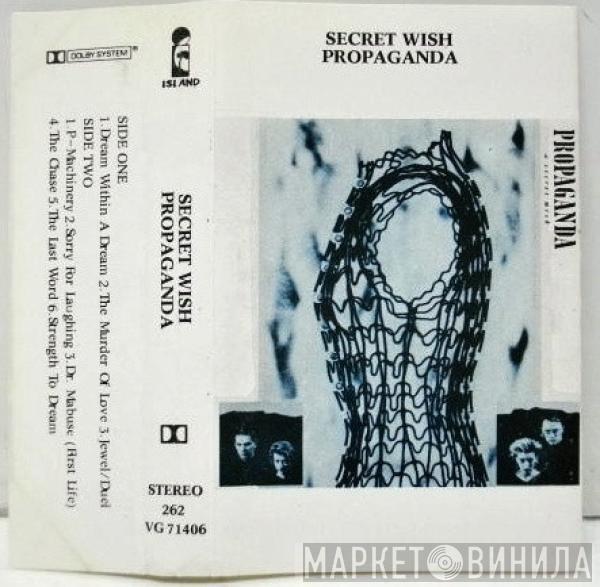 DOLBY SYSTEM®
ISLAND
SIDE ONE
1. Dream Within A Dream 2. The Murder Of Love 3. Jewel/Duel
SIDE TWO
1. P-Machinery 2. Sorry For Laughing 3. Dr. Mabuse (First Life)
4. The Chase 5. The Last Word 6. Strength To Dream
SECRET WISH
PROPAGANDA
STEREO
262
VG 71406
SECRET WISH
PROPAGANDA
PROPAGANDA
a secret wish
МАРКЕТ ВИНИЛА